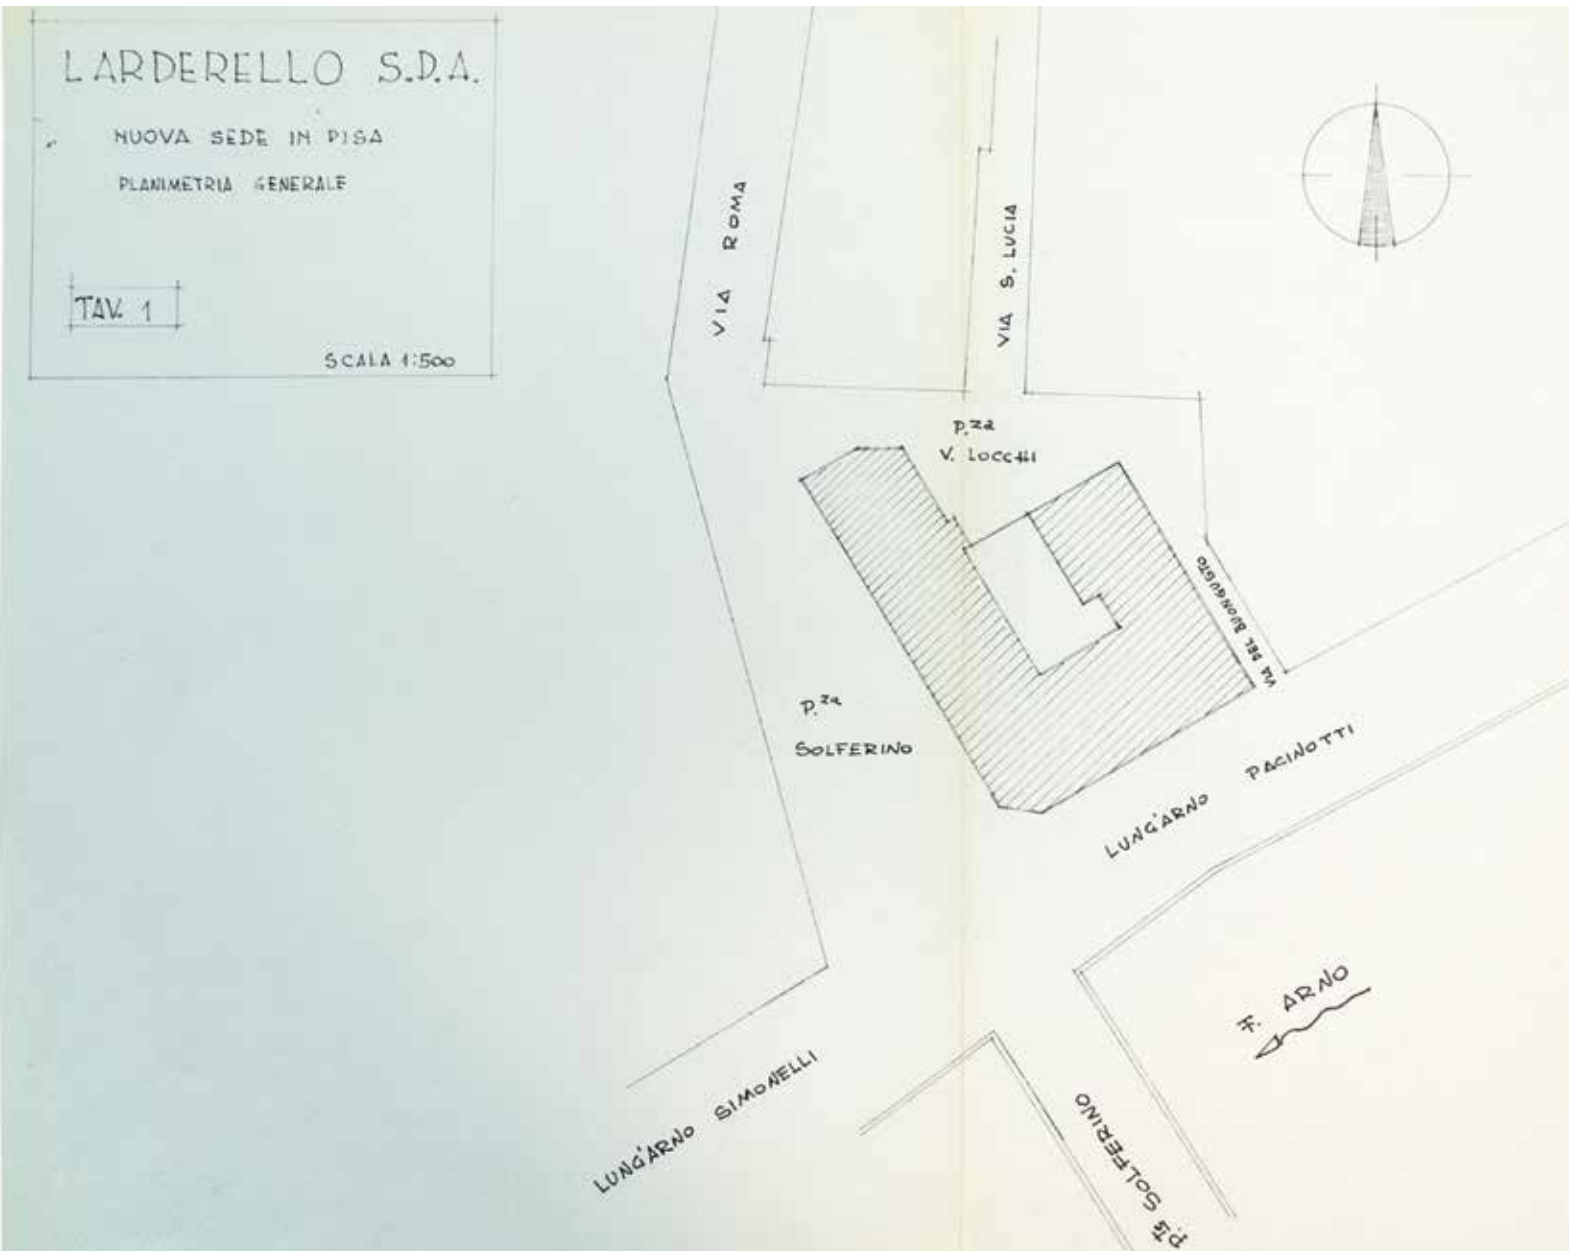 LARDERELLO S.p.A.
NUOVA SEDE IN PISA
PLANIMETRIA GENERALE
TAV. 1
SCALA 1:500
VIA ROMA
VIA S. LUCIA
P.za
V. LOCCHI
VIA DEL BUONGUSTO
P.za
SOLFERINO
LUNG'ARNO PACINOTTI
F. ARNO
LUNG'ARNO SIMONELLI
P.te SOLFERINO